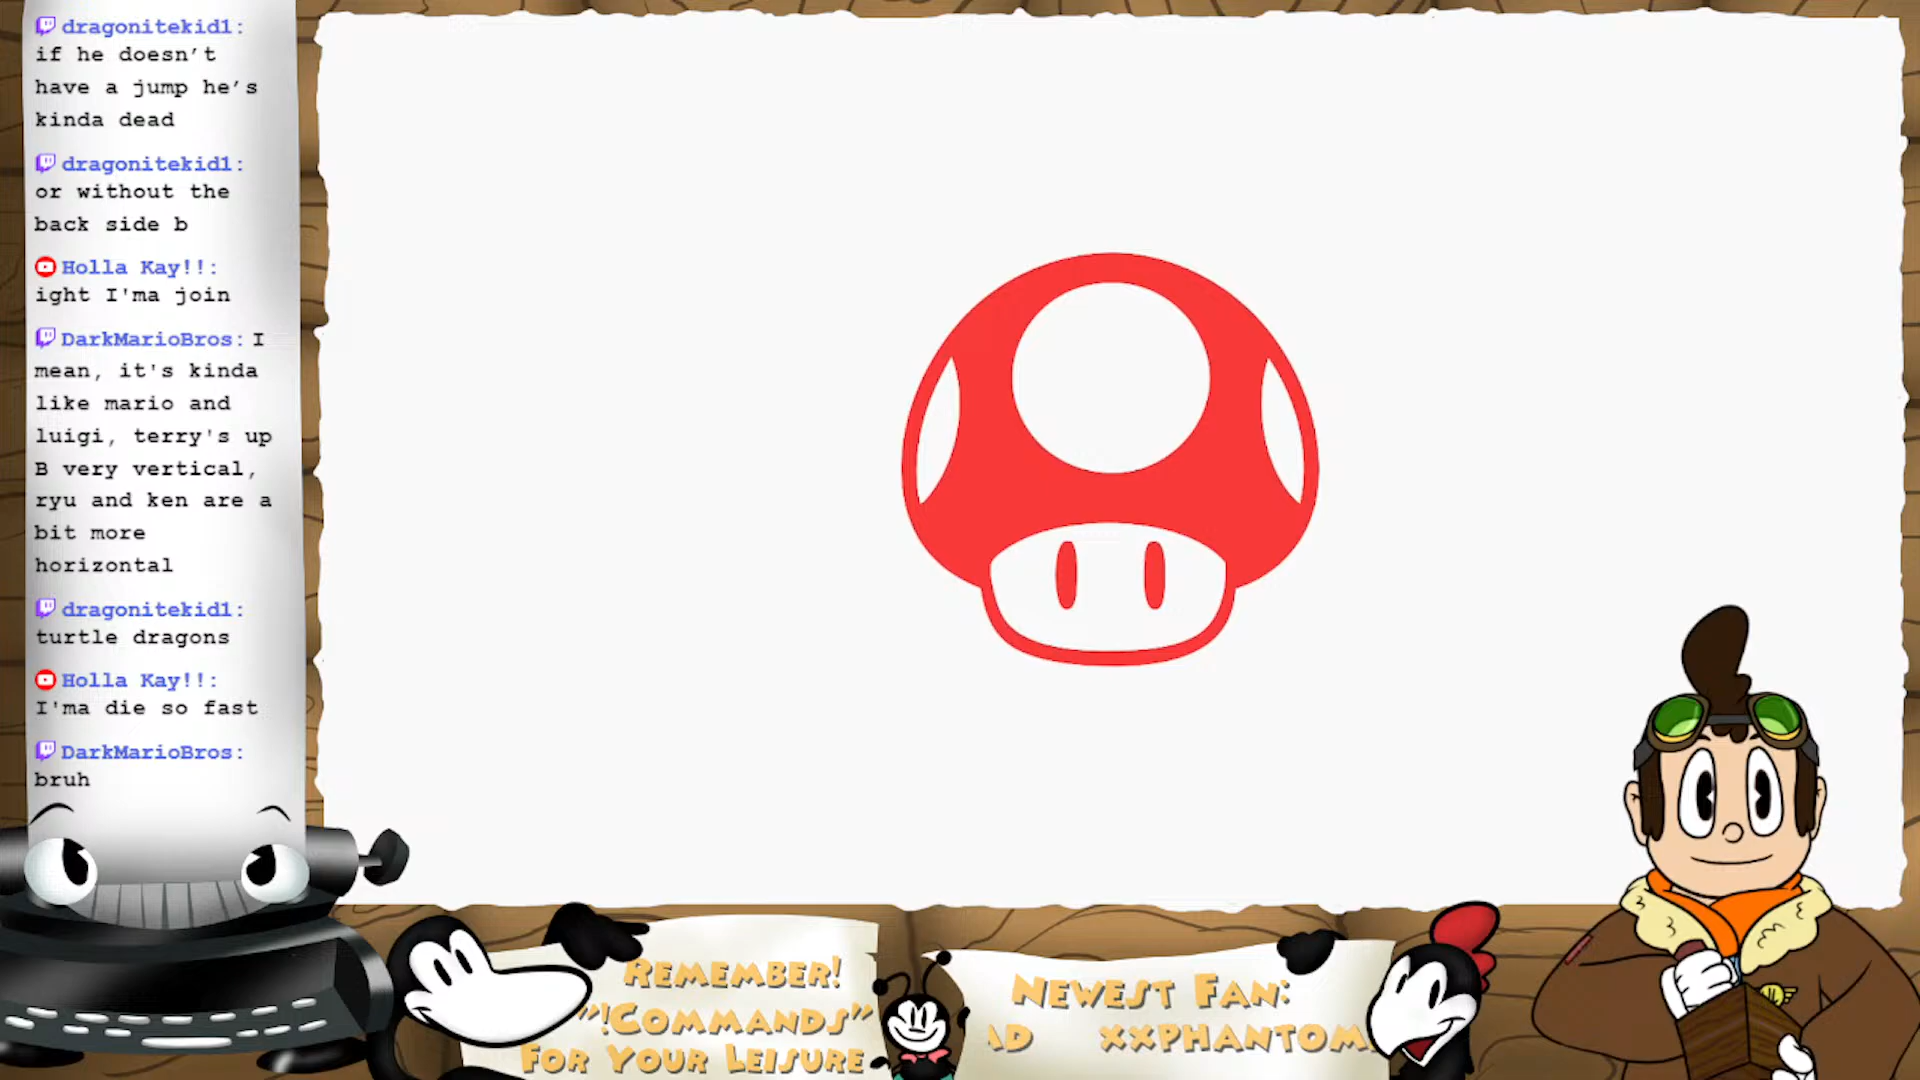 dragonitekid1:
if he doesn’t
have a jump he’s
kinda dead
dragonitekid1:
or without the
back side b
Holla Kay!!:
ight I'ma join
DarkMarioBros: I
mean, it's kinda
like mario and
luigi, terry's up
B very vertical,
ryu and ken are a
bit more
horizontal
dragonitekid1:
turtle dragons
Holla Kay!!:
I'ma die so fast
DarkMarioBros:
bruh
Remember!
"!Commands"
For Your Leisure
Newest Fan:
xxphantom